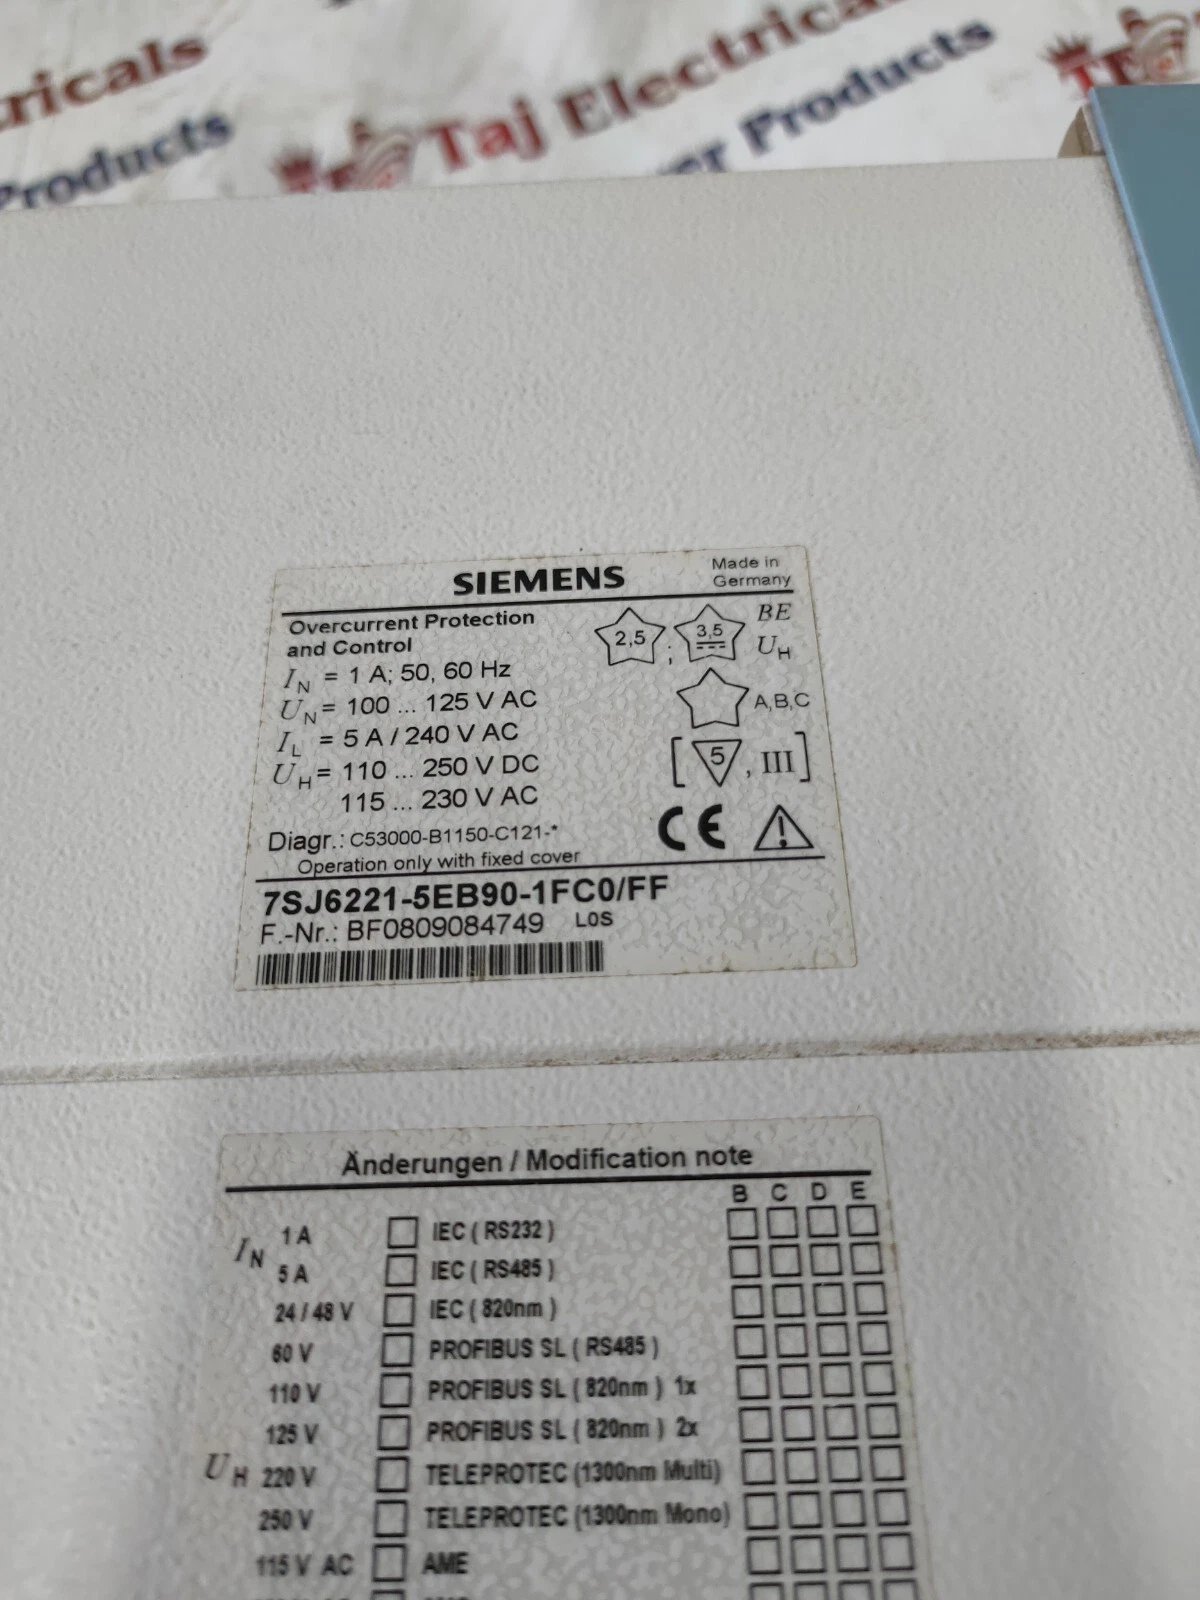 ricals
Products
Taj Electrica
er Products
SIEMENS
Made in
Germany
Overcurrent Protection
and Control
2,5 ; 3,5 BE
UH
IN = 1 A; 50, 60 Hz
UN = 100 ... 125 V AC
A,B,C
IL = 5 A / 240 V AC
UH = 110 ... 250 V DC
[ 5 , III ]
115 ... 230 V AC
CE
Diagr.: C53000-B1150-C121-*
Operation only with fixed cover
7SJ6221-5EB90-1FC0/FF
F.-Nr.: BF0809084749 L0S
Änderungen / Modification note
B C D E
IN 1 A IEC ( RS232 )
5 A IEC ( RS485 )
24 / 48 V IEC ( 820nm )
60 V PROFIBUS SL ( RS485 )
110 V PROFIBUS SL ( 820nm ) 1x
125 V PROFIBUS SL ( 820nm ) 2x
UH 220 V TELEPROTEC (1300nm Multi)
250 V TELEPROTEC (1300nm Mono)
115 V AC AME